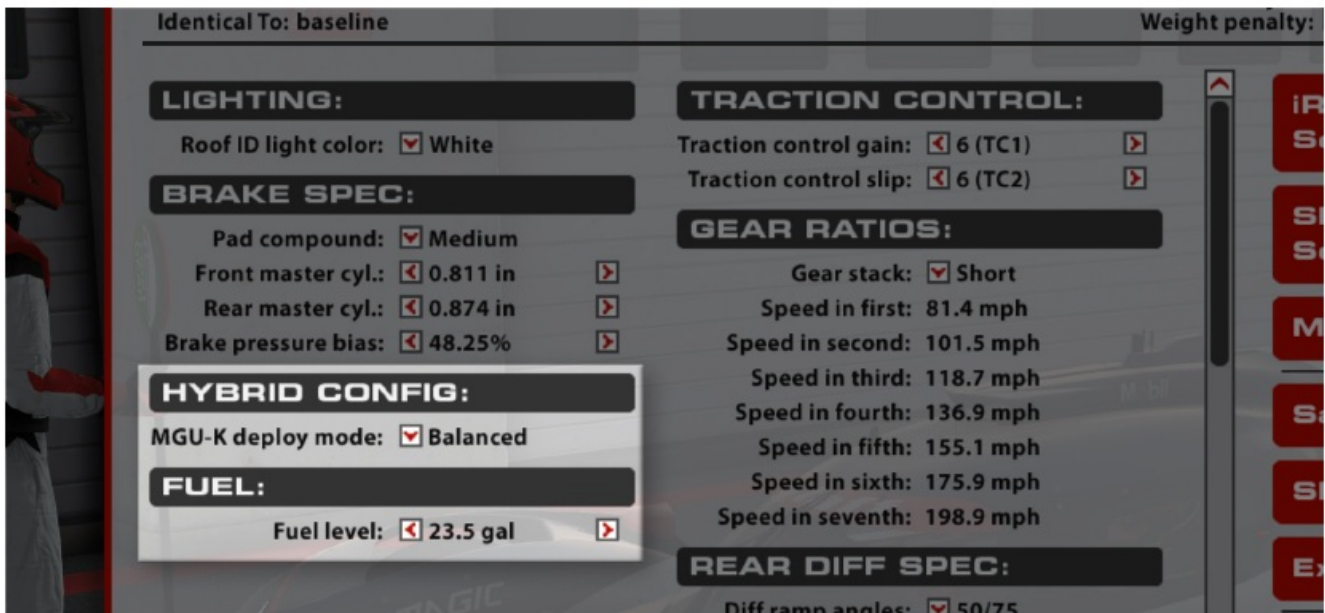 Identical To: baseline
Weight penalty:
LIGHTING:
Roof ID light color: White
BRAKE SPEC:
Pad compound: Medium
Front master cyl.: 0.811 in
Rear master cyl.: 0.874 in
Brake pressure bias: 48.25%
HYBRID CONFIG:
MGU-K deploy mode: Balanced
FUEL:
Fuel level: 23.5 gal
TRACTION CONTROL:
Traction control gain: 6 (TC1)
Traction control slip: 6 (TC2)
GEAR RATIOS:
Gear stack: Short
Speed in first: 81.4 mph
Speed in second: 101.5 mph
Speed in third: 118.7 mph
Speed in fourth: 136.9 mph
Speed in fifth: 155.1 mph
Speed in sixth: 175.9 mph
Speed in seventh: 198.9 mph
REAR DIFF SPEC:
Diff ramp angles: 50/75